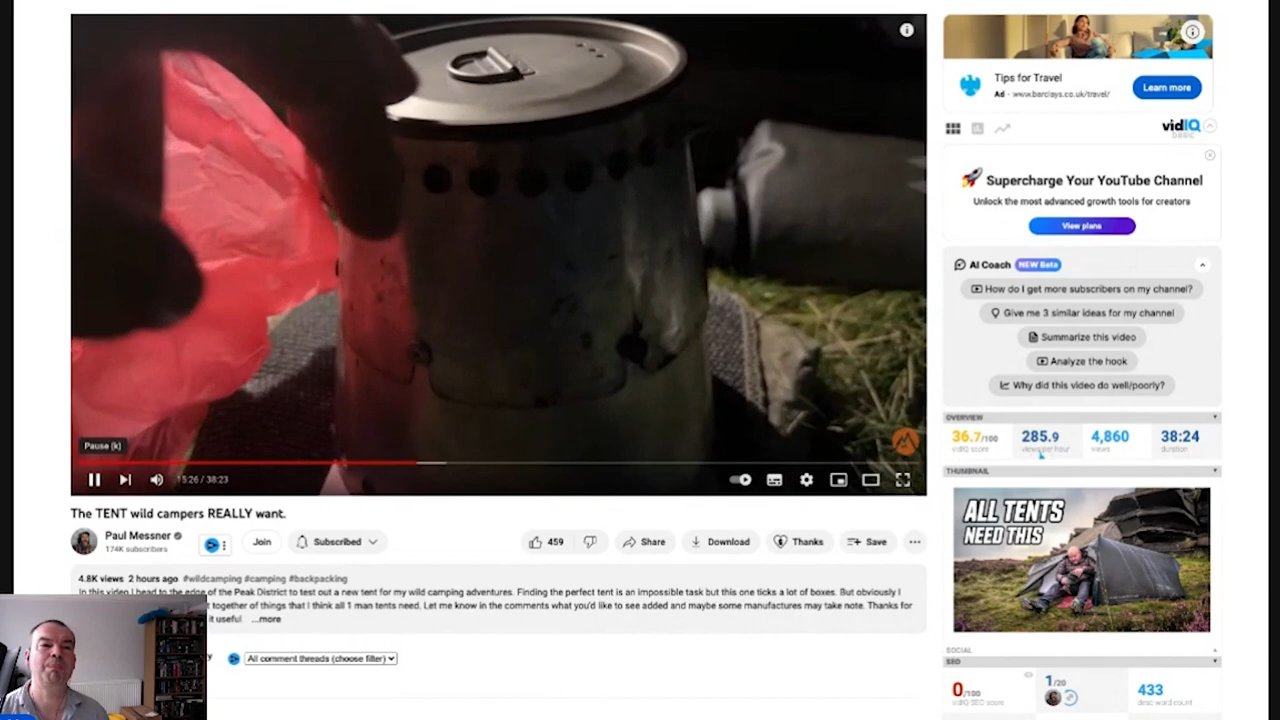 Tips for Travel
Ad · www.barclays.co.uk/travel/
Learn more
vidIQ
BASIC
Supercharge Your YouTube Channel
Unlock the most advanced growth tools for creators
View plans
AI Coach NEW Beta
How do I get more subscribers on my channel?
Give me 3 similar ideas for my channel
Summarize this video
Analyze the hook
Why did this video do well/poorly?
OVERVIEW
36.7/100 285.9 4,860 38:24
vidIQ score views per hour views duration
THUMBNAIL
ALL TENTS
NEED THIS
SOCIAL
SEO
0/100 1/20 433
vidIQ SEO score desc word count
Pause (k)
15:26 / 38:23
The TENT wild campers REALLY want.
Paul Messner
174K subscribers
Join
Subscribed
459
Share
Download
Thanks
Save
4.8K views 2 hours ago #wildcamping #camping #backpacking
In this video I head to the edge of the Peak District to test out a new tent for my wild camping adventures. Finding the perfect tent is an impossible task but this one ticks a lot of boxes. But obviously I
t together of things that I think all 1 man tents need. Let me know in the comments what you'd like to see added and maybe some manufactures may take note. Thanks for
it useful ...more
All comment threads (choose filter)